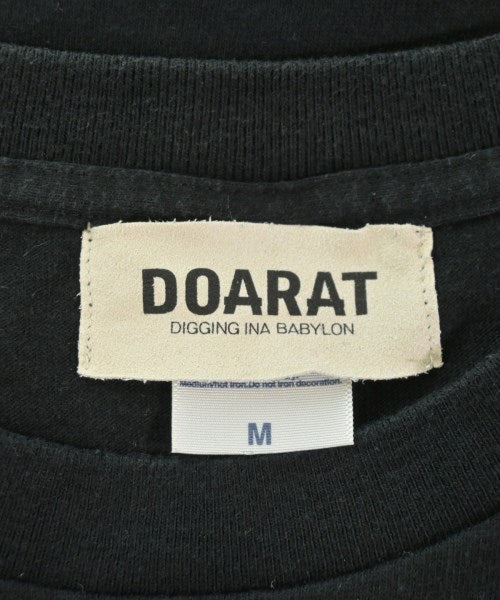 DOARAT
DIGGING INA BABYLON
Medium/hot iron.Do not iron decoration.
M